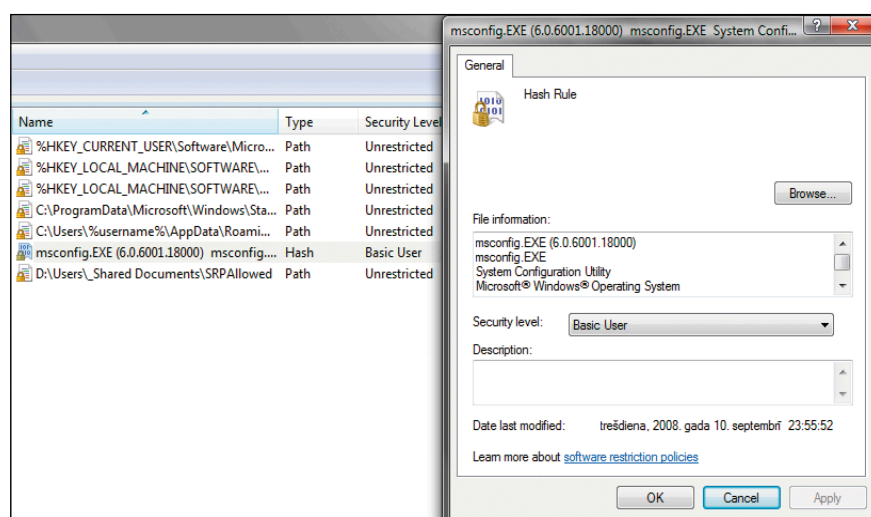 msconfig.EXE (6.0.6001.18000) msconfig.EXE System Confi...
General
Hash Rule
Browse...
File information:
msconfig.EXE (6.0.6001.18000)
msconfig.EXE
System Configuration Utility
Microsoft® Windows® Operating System
Security level: Basic User
Description:
Date last modified: trešdiena, 2008. gada 10. septembrī 23:55:52
Learn more about software restriction policies
OK Cancel Apply
Name Type Security Level
%HKEY_CURRENT_USER\Software\Micro... Path Unrestricted
%HKEY_LOCAL_MACHINE\SOFTWARE\... Path Unrestricted
%HKEY_LOCAL_MACHINE\SOFTWARE\... Path Unrestricted
C:\ProgramData\Microsoft\Windows\Sta... Path Unrestricted
C:\Users\%username%\AppData\Roami... Path Unrestricted
msconfig.EXE (6.0.6001.18000) msconfig.... Hash Basic User
D:\Users\_Shared Documents\SRPAllowed Path Unrestricted